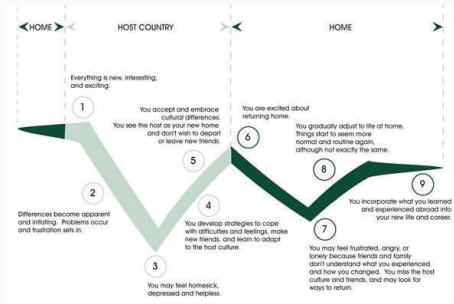 HOME
HOST COUNTRY
HOME
Everything is new, interesting,
and exciting.
1
2
Differences become apparent
and irritating. Problems occur
and frustration sets in.
3
You may feel homesick,
depressed and helpless.
4
You develop strategies to cope
with difficulties and feelings, make
new friends, and learn to adapt
to the host culture.
You accept and embrace
cultural differences.
You see the host as your new home
and don't wish to depart
or leave new friends.
5
You are excited about
returning home.
6
7
You may feel frustrated, angry, or
lonely because friends and family
don't understand what you experienced
and how you changed. You miss the host
culture and friends, and may look for
ways to return.
You gradually adjust to life at home.
Things start to seem more
normal and routine again,
although not exactly the same.
8
9
You incorporate what you learned
and experienced abroad into
your new life and career.